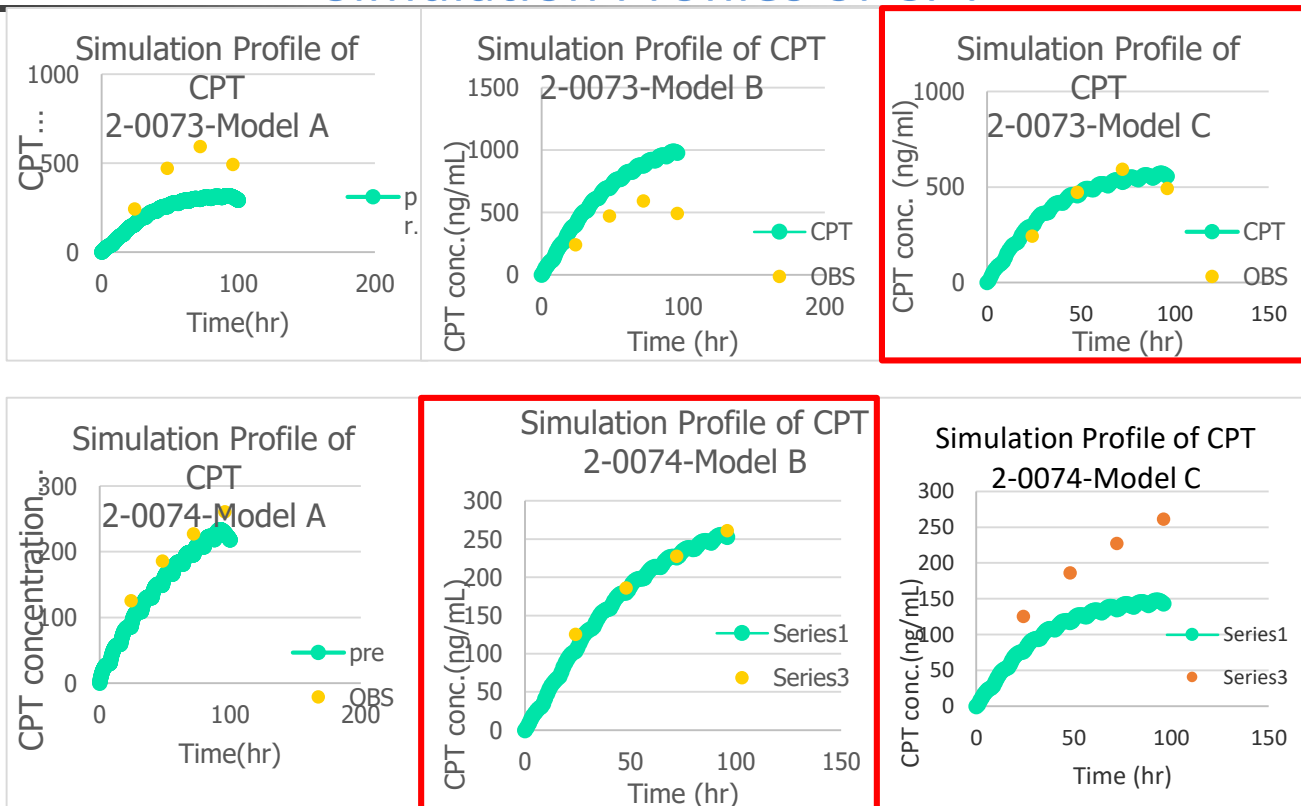 Simulation Profile of
CPT
2-0073-Model A
1000
500
0
0
100
200
CPT ...
Time(hr)
p
r.
Simulation Profile of CPT
2-0073-Model B
1500
1000
500
0
0
100
200
CPT conc.(ng/mL)
Time (hr)
CPT
OBS
Simulation Profile of
CPT
2-0073-Model C
1000
500
0
0
50
100
150
CPT conc. (ng/ml)
Time (hr)
CPT
OBS
Simulation Profile of
CPT
2-0074-Model A
300
200
100
0
0
100
200
CPT concentration...
Time(hr)
pre
OBS
Simulation Profile of CPT
2-0074-Model B
300
250
200
150
100
50
0
0
50
100
CPT conc.(ng/mL)
Time (hr)
Series1
Series3
Simulation Profile of CPT
2-0074-Model C
300
250
200
150
100
50
0
0
50
100
150
CPT conc.(ng/mL)
Time (hr)
Series1
Series3